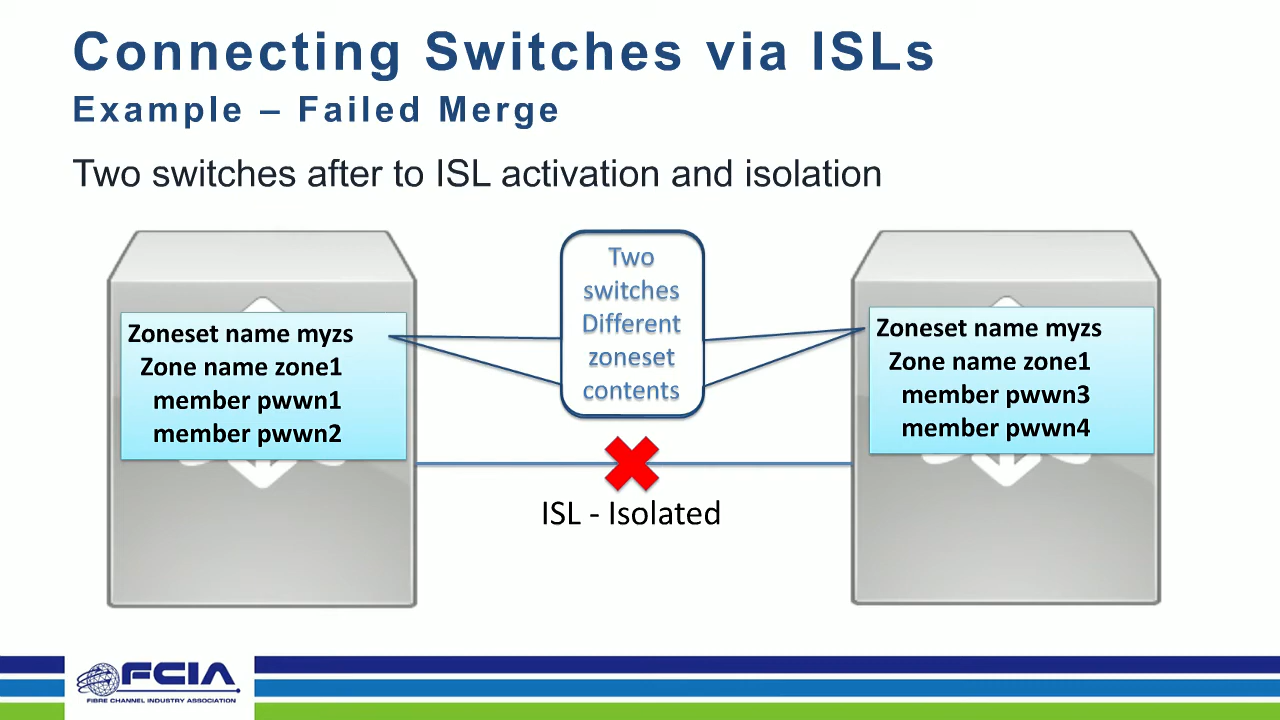 Connecting Switches via ISLs
Example – Failed Merge
Two switches after to ISL activation and isolation
Zoneset name myzs
Zone name zone1
member pwwn1
member pwwn2
Two
switches
Different
zoneset
contents
Zoneset name myzs
Zone name zone1
member pwwn3
member pwwn4
ISL - Isolated
FCIA
FIBRE CHANNEL INDUSTRY ASSOCIATION